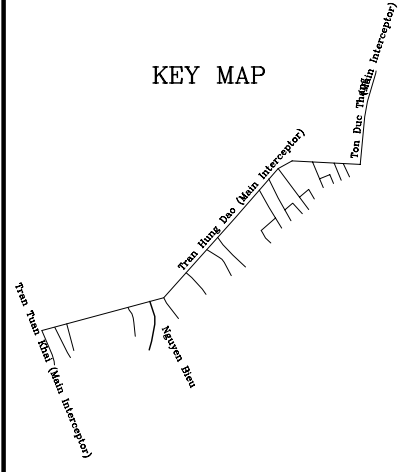 KEY MAP
Ton Duc Thang (Main Interceptor)
Tran Hung Dao (Main Interceptor)
Tran Tuan Khai (Main Interceptor)
Nguyen Bieu